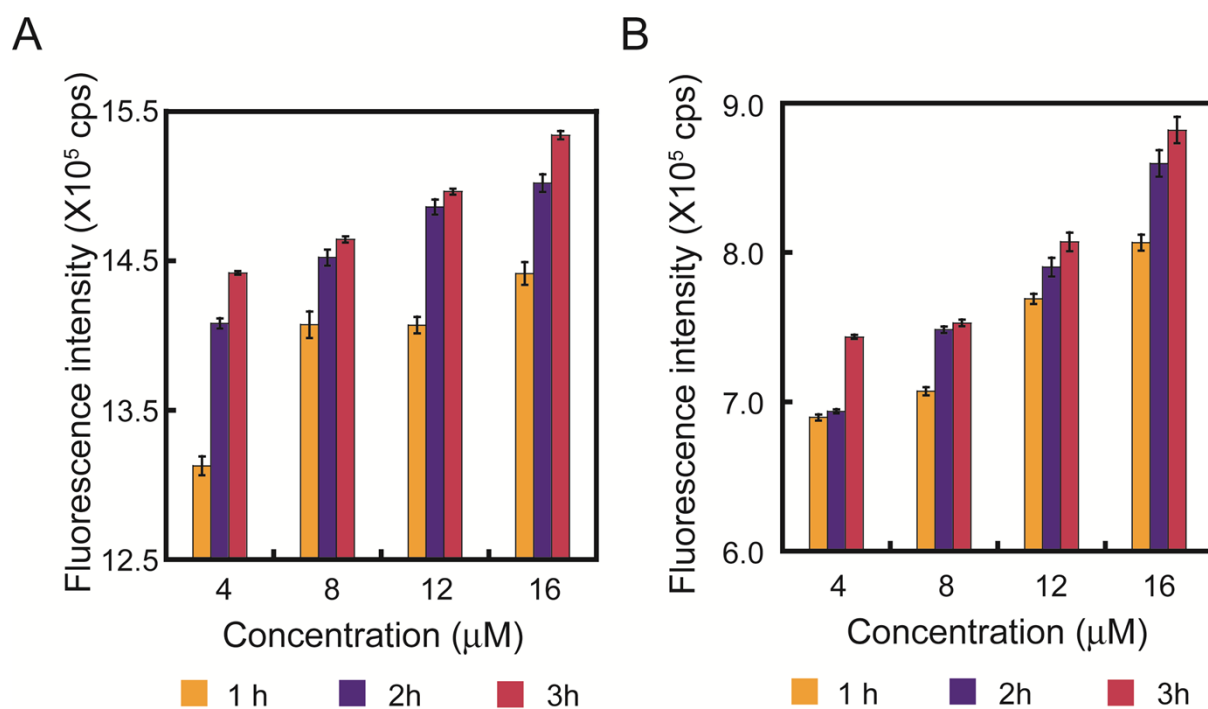 A
Fluorescence intensity (X10⁵ cps)
15.5
14.5
13.5
12.5
4 8 12 16
Concentration (μM)
1 h 2h 3h
B
Fluorescence intensity (X10⁵ cps)
9.0
8.0
7.0
6.0
4 8 12 16
Concentration (μM)
1 h 2h 3h